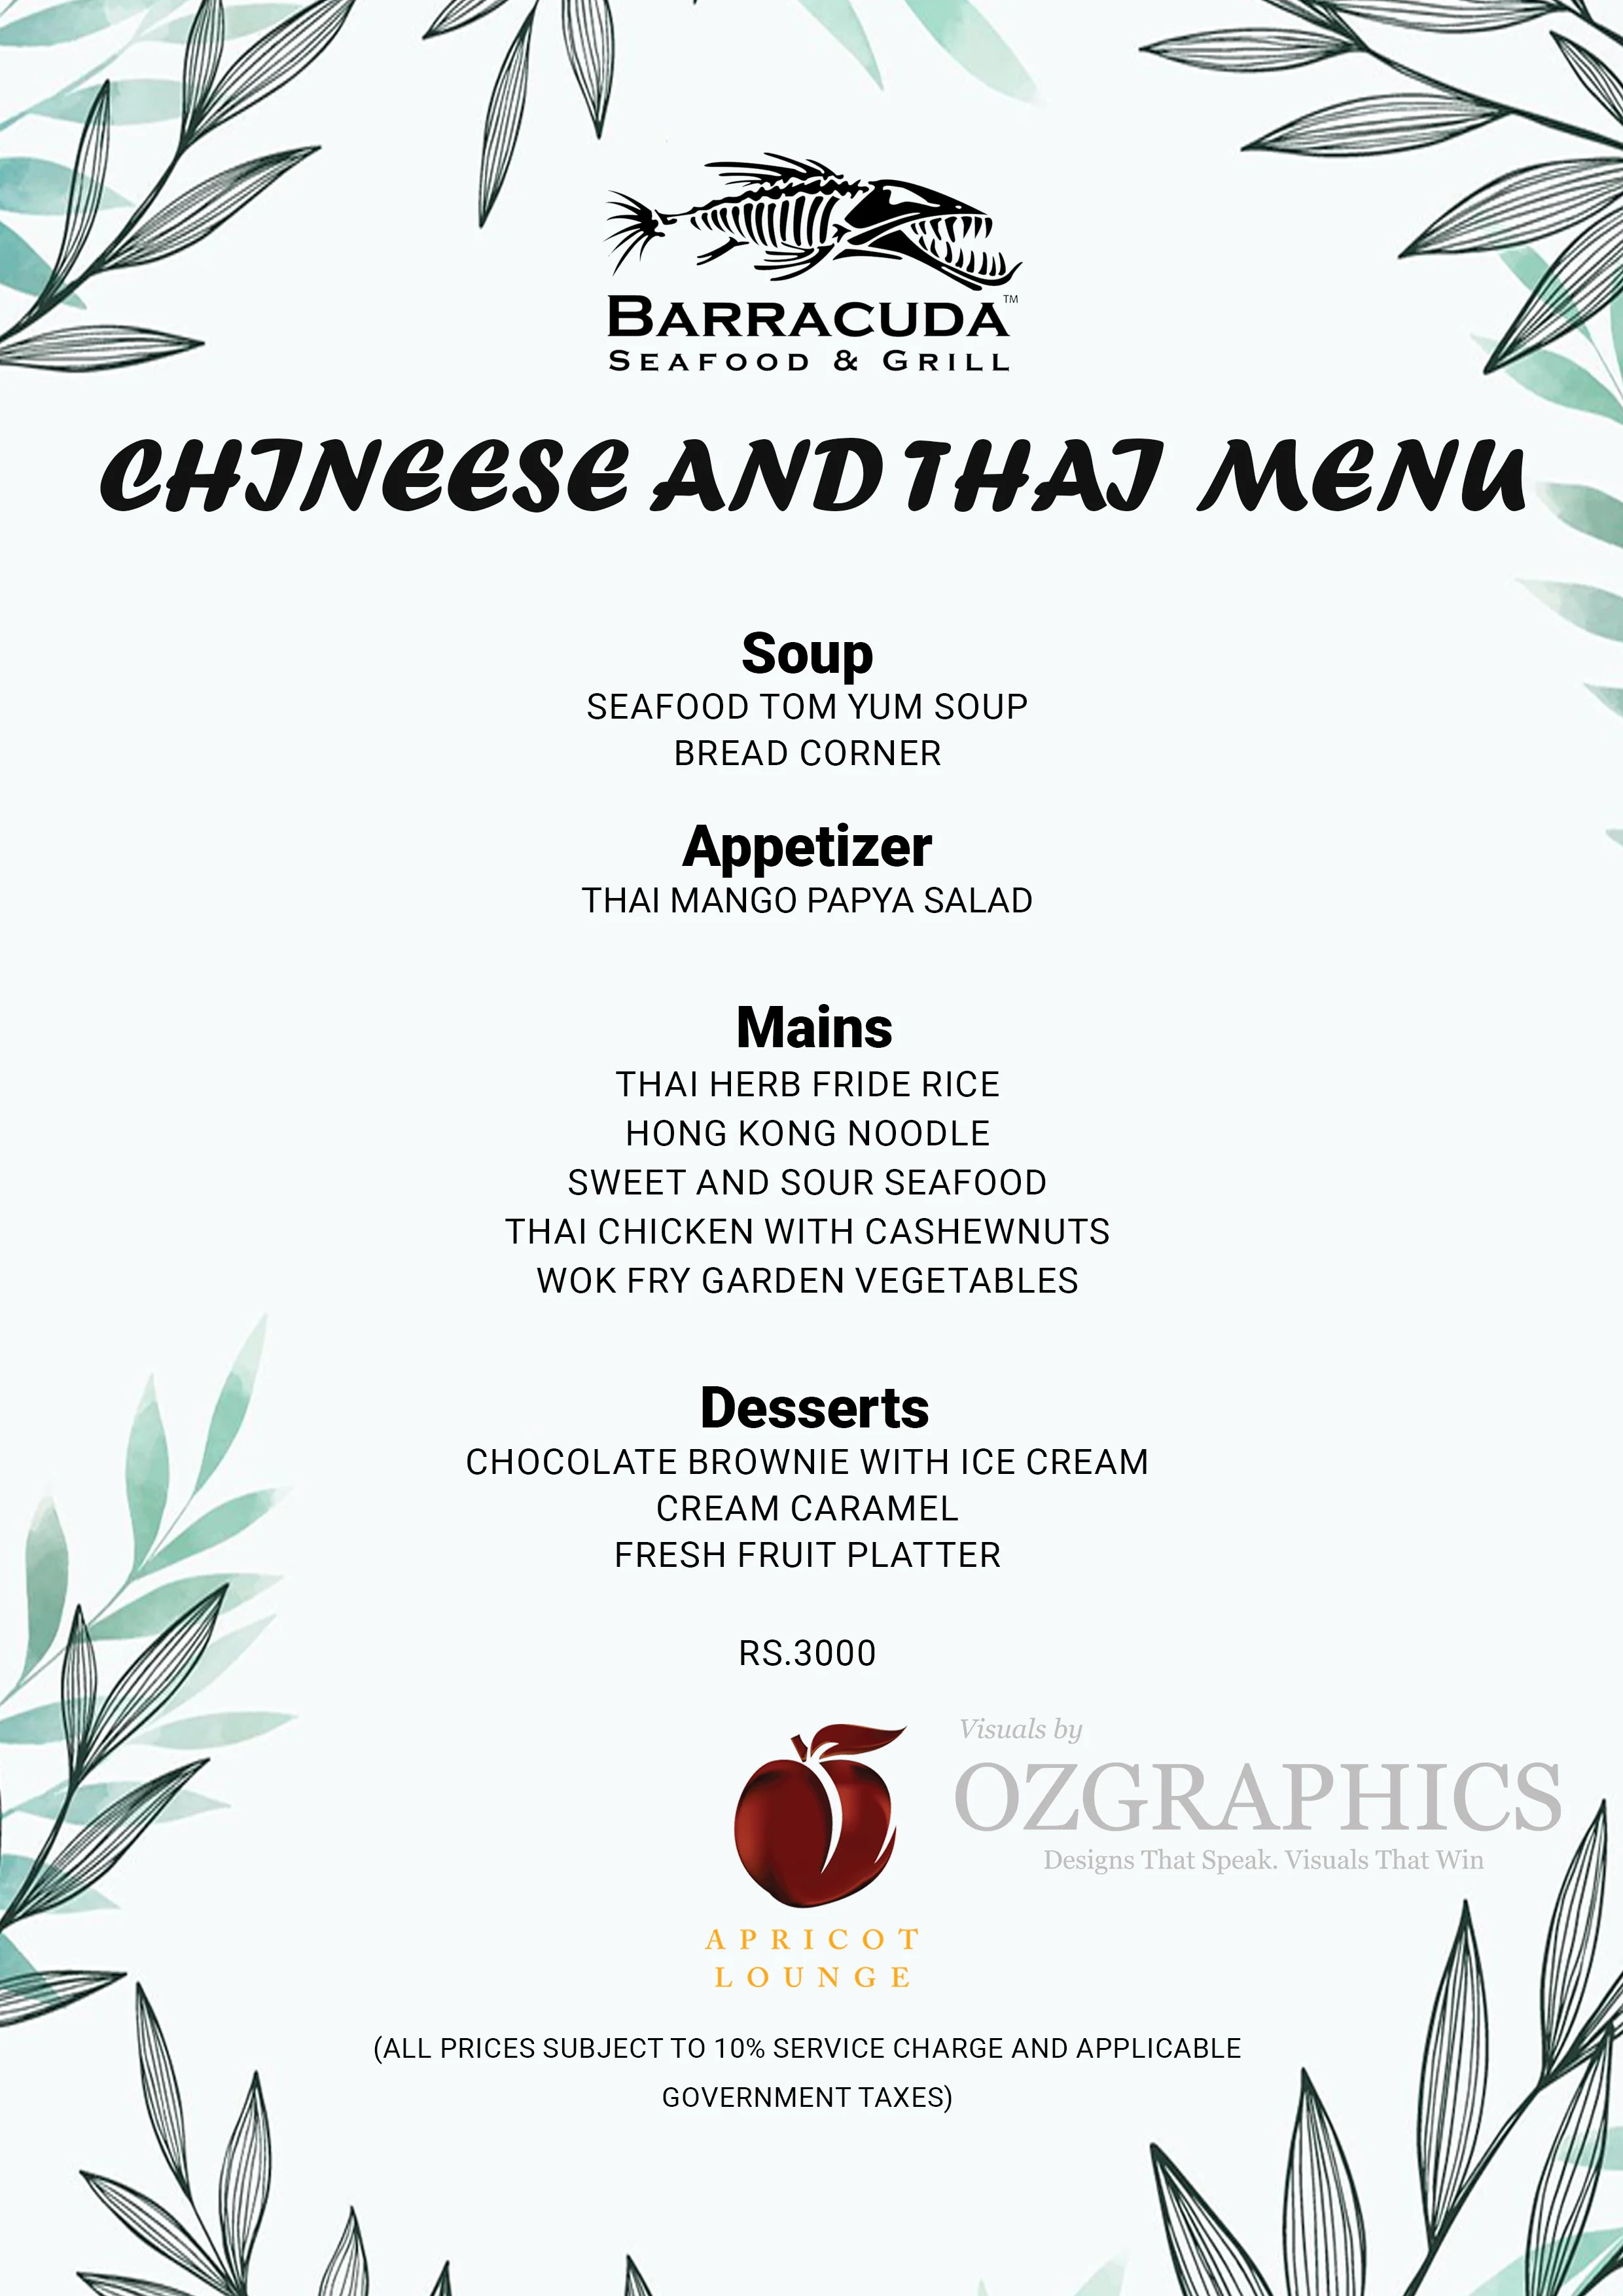 BARRACUDA™
SEAFOOD & GRILL
CHINEESE AND THAI MENU
Soup
SEAFOOD TOM YUM SOUP
BREAD CORNER
Appetizer
THAI MANGO PAPYA SALAD
Mains
THAI HERB FRIDE RICE
HONG KONG NOODLE
SWEET AND SOUR SEAFOOD
THAI CHICKEN WITH CASHEWNUTS
WOK FRY GARDEN VEGETABLES
Desserts
CHOCOLATE BROWNIE WITH ICE CREAM
CREAM CARAMEL
FRESH FRUIT PLATTER
RS.3000
Visuals by
OZGRAPHICS
Designs That Speak. Visuals That Win
APRICOT
LOUNGE
(ALL PRICES SUBJECT TO 10% SERVICE CHARGE AND APPLICABLE
GOVERNMENT TAXES)